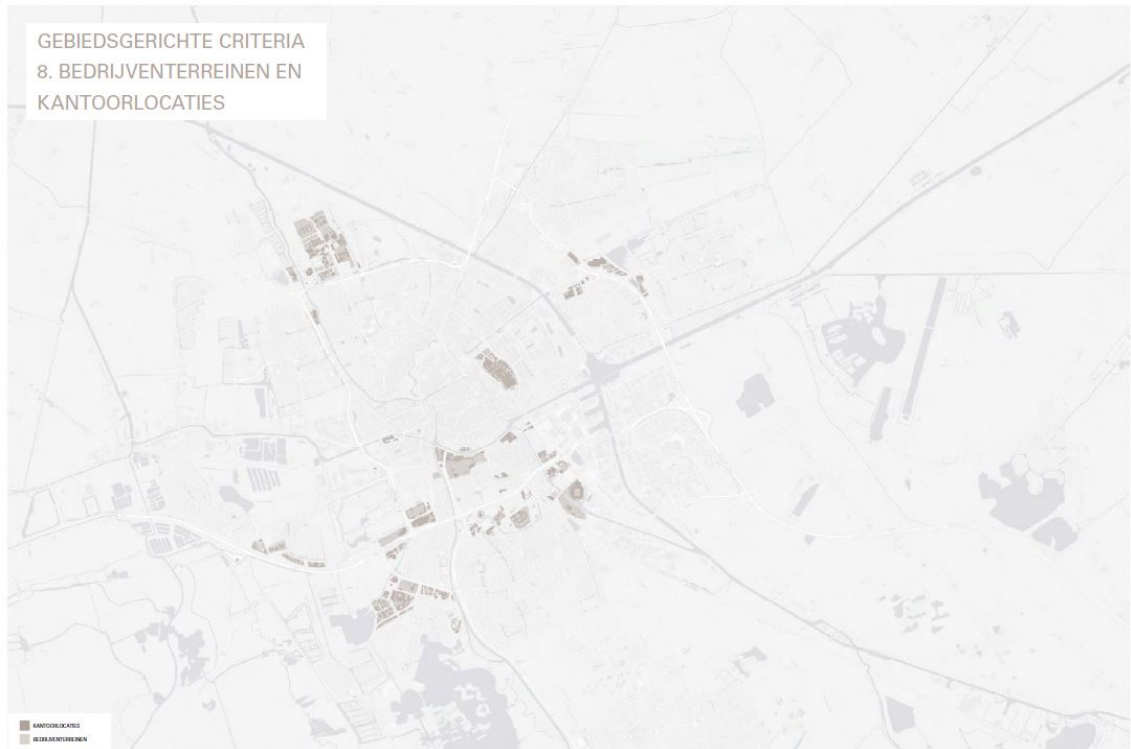 GEBIEDSGERICHTE CRITERIA
8. BEDRIJVENTERREINEN EN
KANTOORLOCATIES
KANTOORLOCATIES
BEDRIJVENTERREINEN